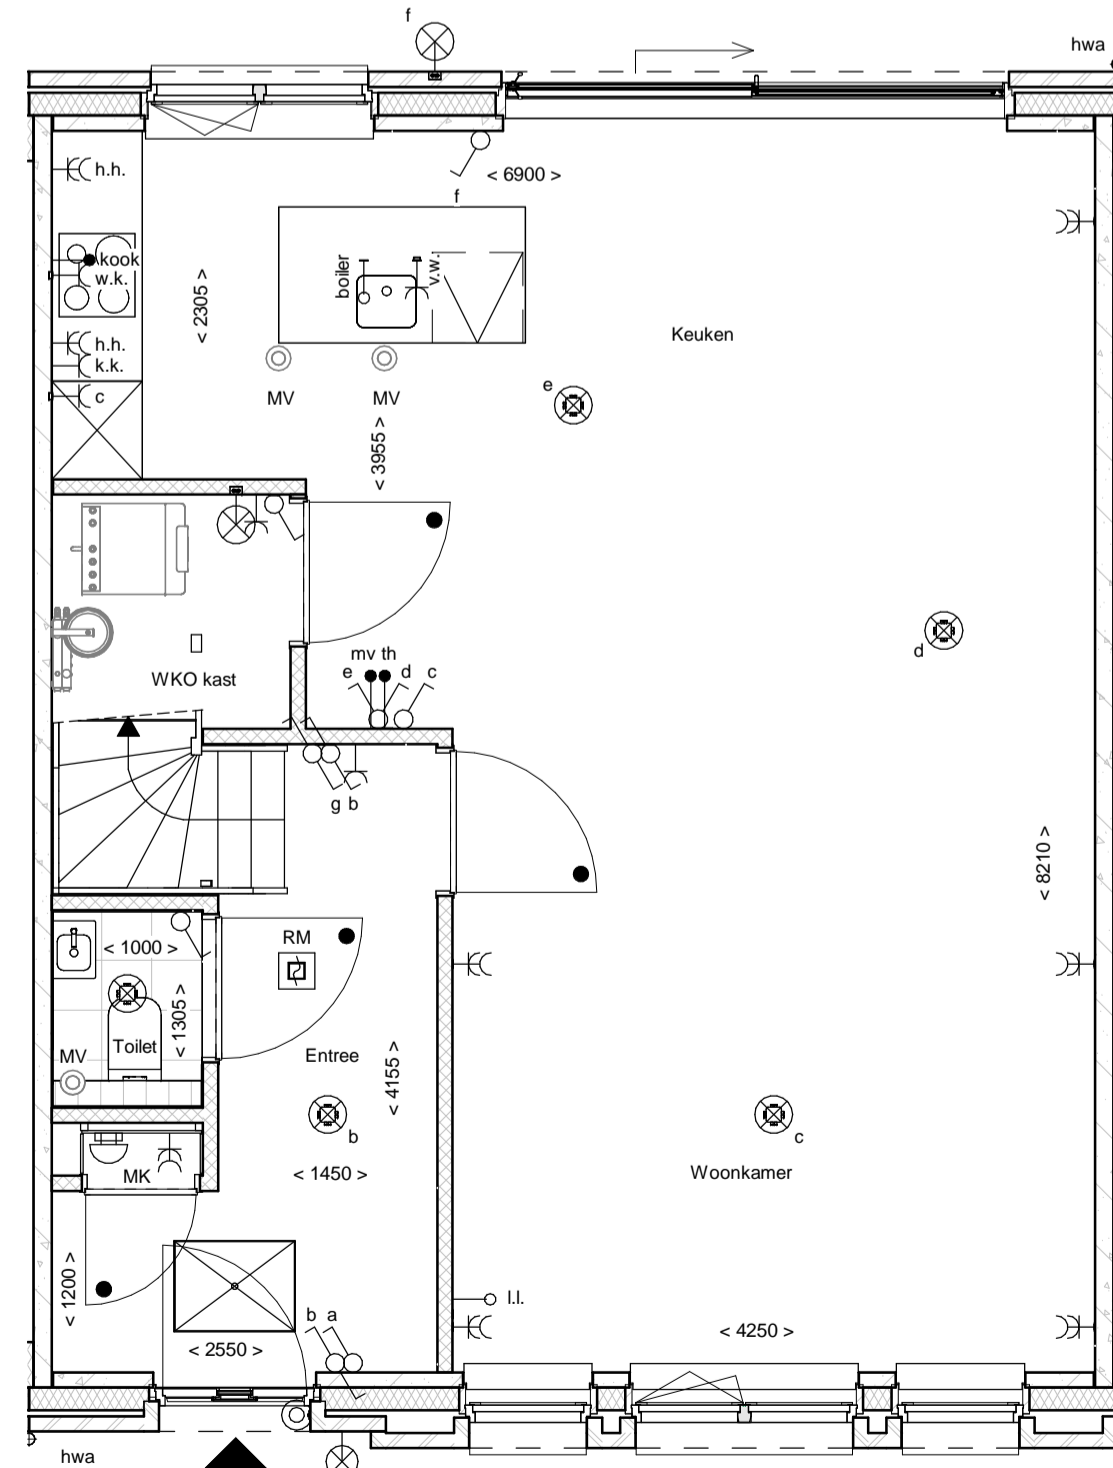 f
hwa
h.h.
< 6900 >
f
kook
w.k.
boiler
v.w.
< 2305 >
Keuken
h.h.
k.k.
c
MV
MV
e
< 3955 >
d
WKO kast
mv th
e
d
c
g b
< 8210 >
< 1000 >
RM
< 1305 >
Toilet
MV
Entree
< 4155 >
b
c
MK
< 1450 >
Woonkamer
< 1200 >
l.l.
b a
< 2550 >
< 4250 >
hwa